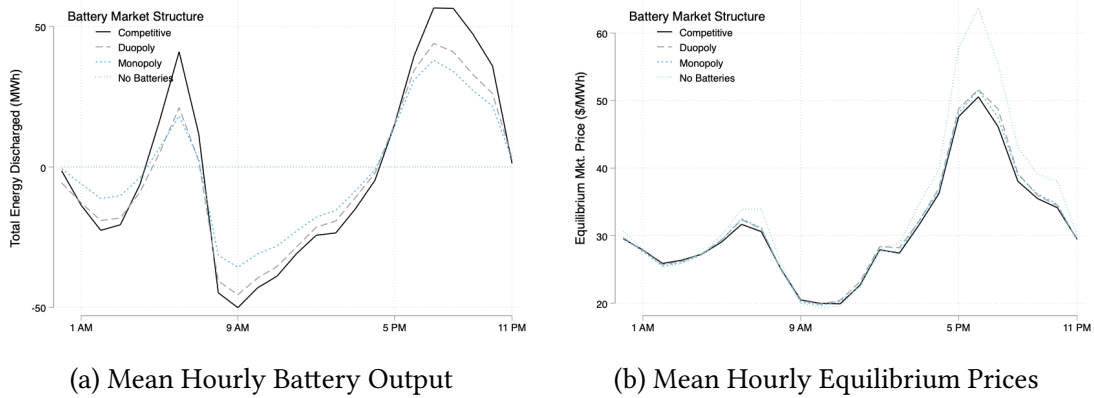 Battery Market Structure
Competitive
Duopoly
Monopoly
No Batteries
Total Energy Discharged (MWh)
50
0
-50
1 AM
9 AM
5 PM
11 PM
(a) Mean Hourly Battery Output
Battery Market Structure
Competitive
Duopoly
Monopoly
No Batteries
Equilibrium Mkt. Price ($/MWh)
60
50
40
30
20
1 AM
9 AM
5 PM
11 PM
(b) Mean Hourly Equilibrium Prices